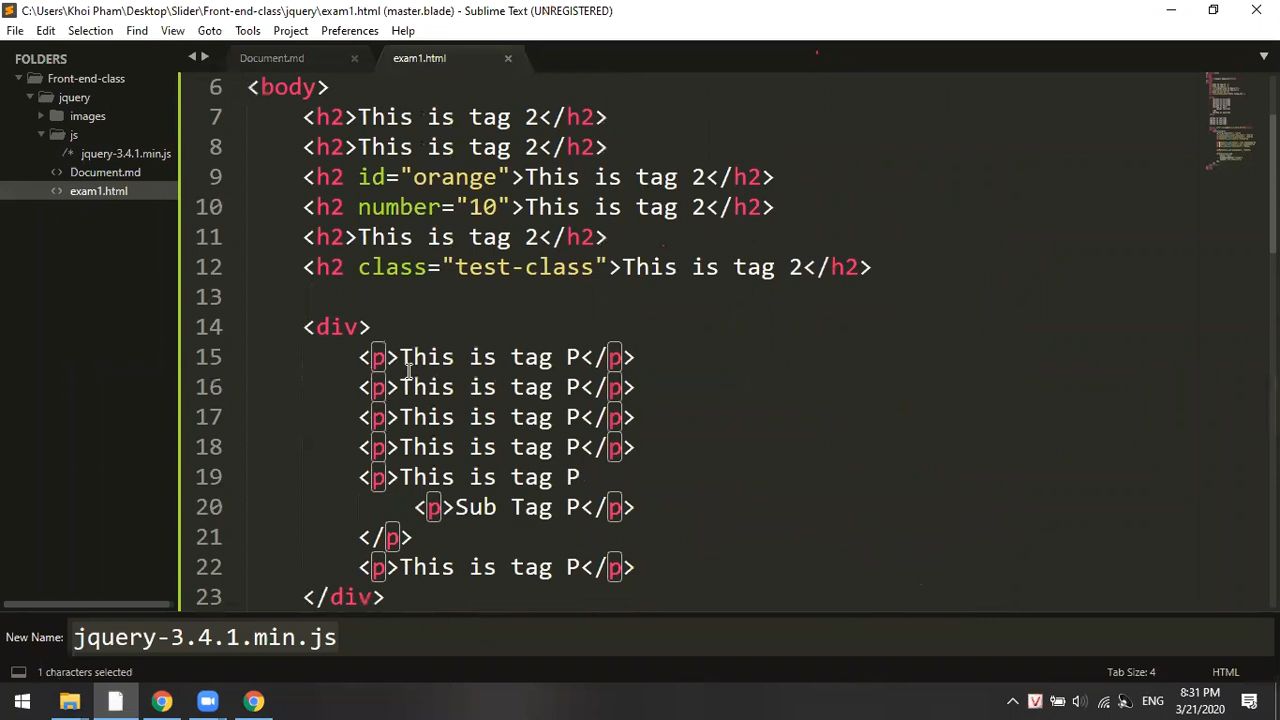 C:\Users\Khoi Pham\Desktop\Slider\Front-end-class\jquery\exam1.html (master.blade) - Sublime Text (UNREGISTERED)
File Edit Selection Find View Goto Tools Project Preferences Help
FOLDERS
Front-end-class
jquery
images
js
jquery-3.4.1.min.js
Document.md
exam1.html
Document.md
exam1.html
6 <body>
7 <h2>This is tag 2</h2>
8 <h2>This is tag 2</h2>
9 <h2 id="orange">This is tag 2</h2>
10 <h2 number="10">This is tag 2</h2>
11 <h2>This is tag 2</h2>
12 <h2 class="test-class">This is tag 2</h2>
13
14 <div>
15 <p>This is tag P</p>
16 <p>This is tag P</p>
17 <p>This is tag P</p>
18 <p>This is tag P</p>
19 <p>This is tag P
20 <p>Sub Tag P</p>
21 </p>
22 <p>This is tag P</p>
23 </div>
New Name: jquery-3.4.1.min.js
1 characters selected
Tab Size: 4
HTML
V
ENG
8:31 PM
3/21/2020